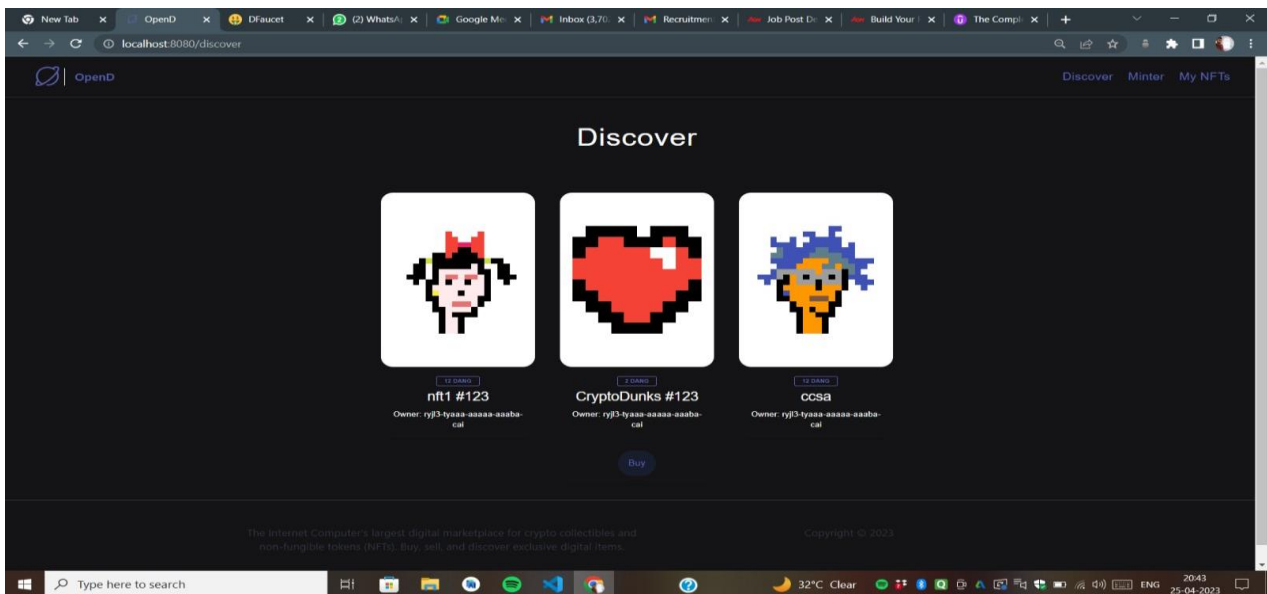 New Tab
OpenD
DFaucet
(2) WhatsA
Google Me
Inbox (3,70
Recruitmen
Job Post De
Build Your
The Compl
localhost:8080/discover
OpenD
Discover Minter My NFTs
Discover
12 DANG
nft1 #123
Owner: ryjl3-tyaaa-aaaaa-aaaba-
cai
2 DANG
CryptoDunks #123
Owner: ryjl3-tyaaa-aaaaa-aaaba-
cai
12 DANG
ccsa
Owner: ryjl3-tyaaa-aaaaa-aaaba-
cai
Buy
The Internet Computer's largest digital marketplace for crypto collectibles and
non-fungible tokens (NFTs). Buy, sell, and discover exclusive digital items.
Copyright © 2023
Type here to search
32°C Clear
ENG
20:43
25-04-2023